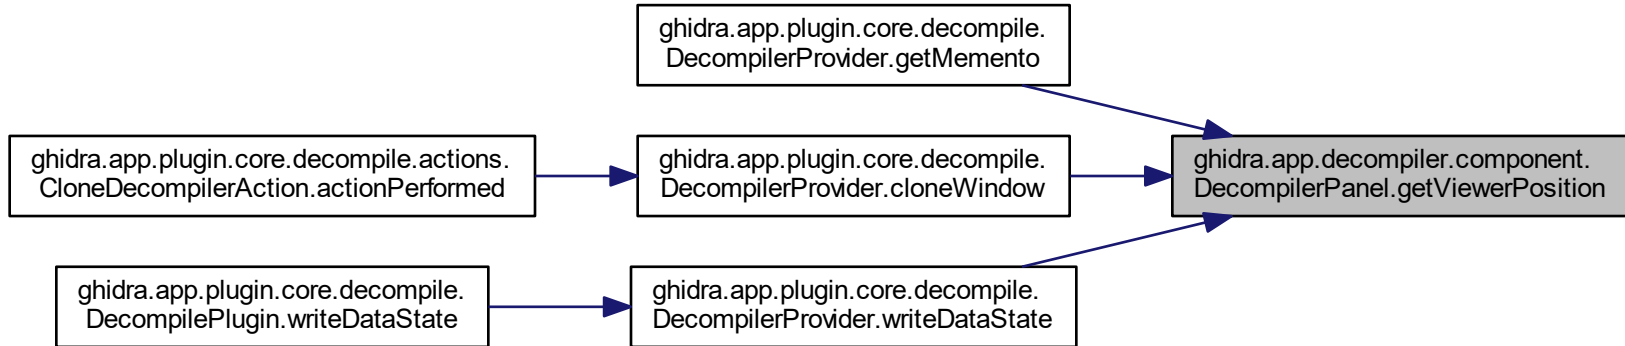 ghidra.app.plugin.core.decompile.
DecompilerProvider.getMemento
ghidra.app.plugin.core.decompile.actions.
CloneDecompilerAction.actionPerformed
ghidra.app.plugin.core.decompile.
DecompilerProvider.cloneWindow
ghidra.app.decompiler.component.
DecompilerPanel.getViewerPosition
ghidra.app.plugin.core.decompile.
DecompilePlugin.writeDataState
ghidra.app.plugin.core.decompile.
DecompilerProvider.writeDataState